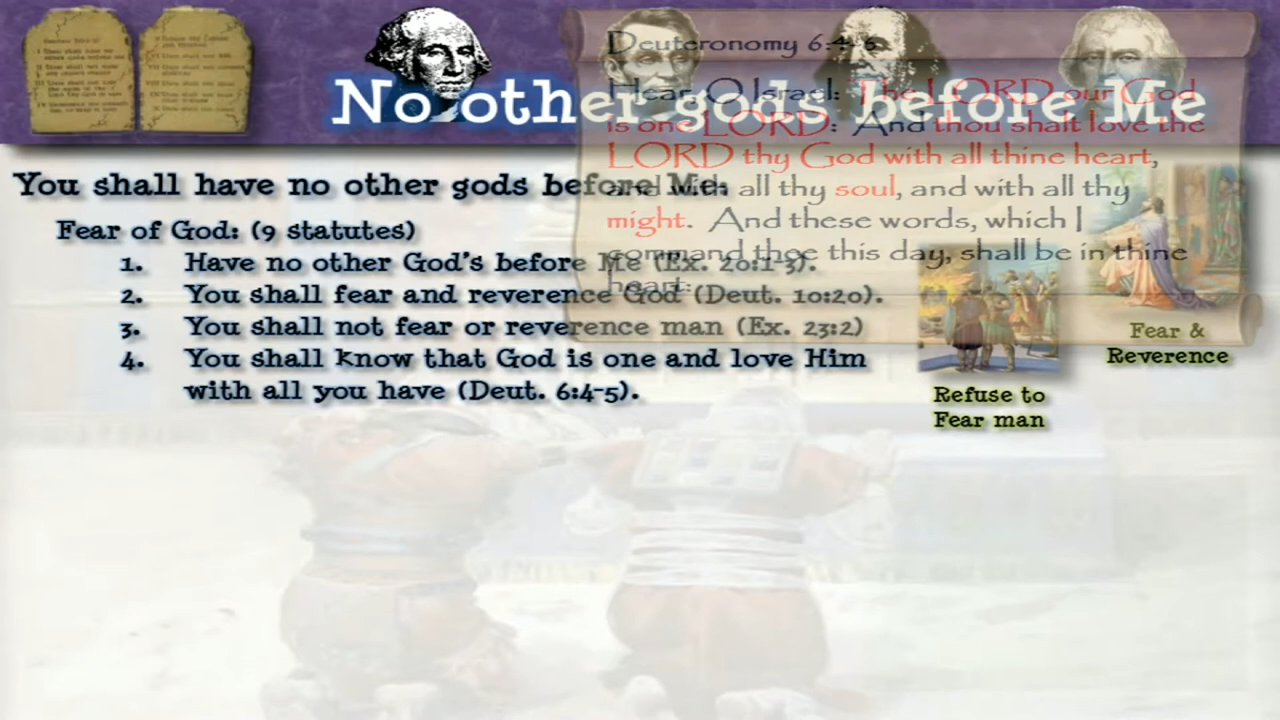 No other gods before Me
You shall have no other gods before Me:
Fear of God: (9 statutes)
1. Have no other God's before Me (Ex. 20:1-3).
2. You shall fear and reverence God (Deut. 10:20).
3. You shall not fear or reverence man (Ex. 23:2)
4. You shall know that God is one and love Him
with all you have (Deut. 6:4-5).
Deuteronomy 6:4-6
Hear O Israel: The LORD our God
is one LORD: And thou shalt love the
LORD thy God with all thine heart,
and with all thy soul, and with all thy
might. And these words, which I
command thee this day, shall be in thine
heart:
Fear &
Reverence
Refuse to
Fear man